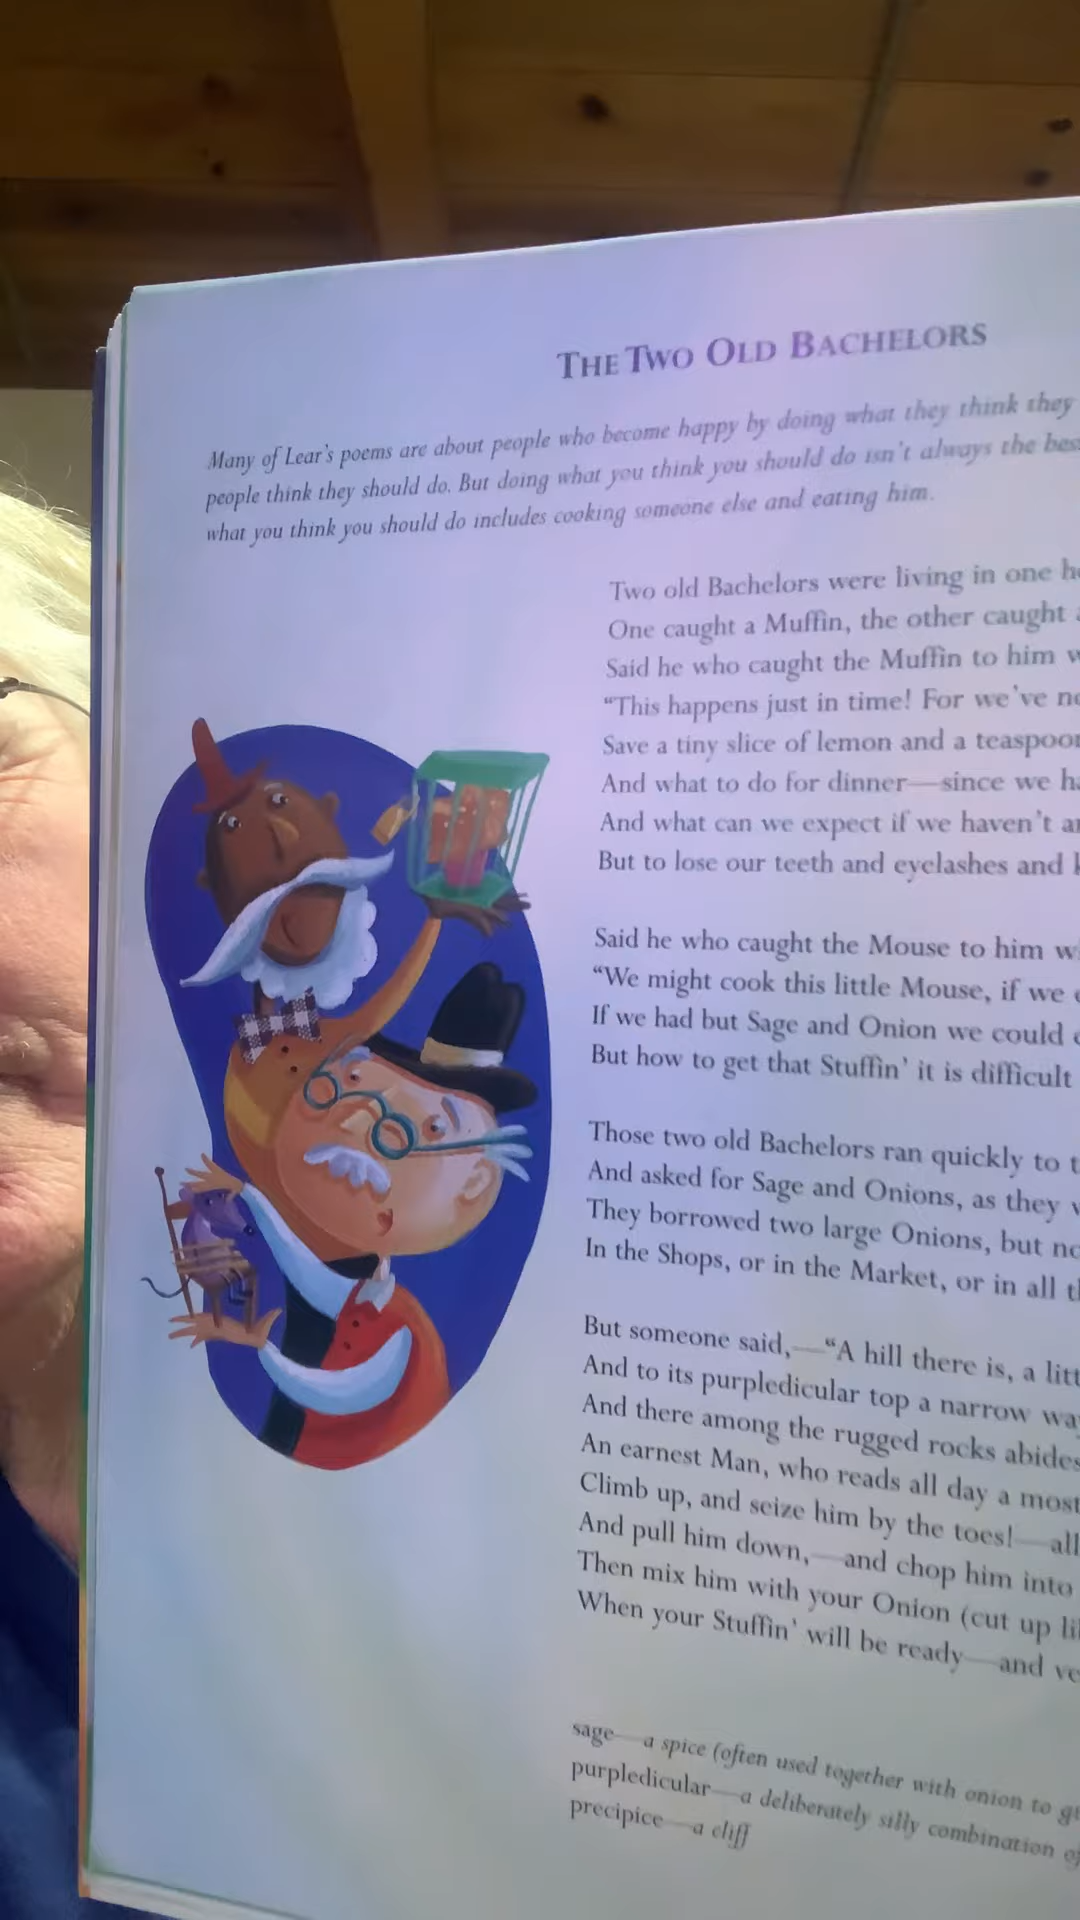 THE TWO OLD BACHELORS
Many of Lear's poems are about people who become happy by doing what they think they
people think they should do. But doing what you think you should do isn't always the
what you think you should do includes cooking someone else and eating him.
Two old Bachelors were living in one
One caught a Muffin, the other caught
Said he who caught the Muffin to him
"This happens just in time! For we've
Save a tiny slice of lemon and a
And what to do for dinner—since we
And what can we expect if we haven't
But to lose our teeth and eyelashes and
Said he who caught the Mouse to him
"We might cook this little Mouse, if we
If we had but Sage and Onion we could
But how to get that Stuffin' it is difficult
Those two old Bachelors ran quickly to
And asked for Sage and Onions, as they
They borrowed two large Onions, but
In the Shops, or in the Market, or in all
But someone said,—"A hill there is, a
And to its purpledicular top a narrow
And there among the rugged rocks abides
An earnest Man, who reads all day a most
Climb up, and seize him by the toes!—all
And pull him down,—and chop him into
Then mix him with your Onion (cut up
When your Stuffin' will be ready—and
sage—a spice (often used together with onion to
purpledicular—a deliberately silly combination
precipice—a cliff